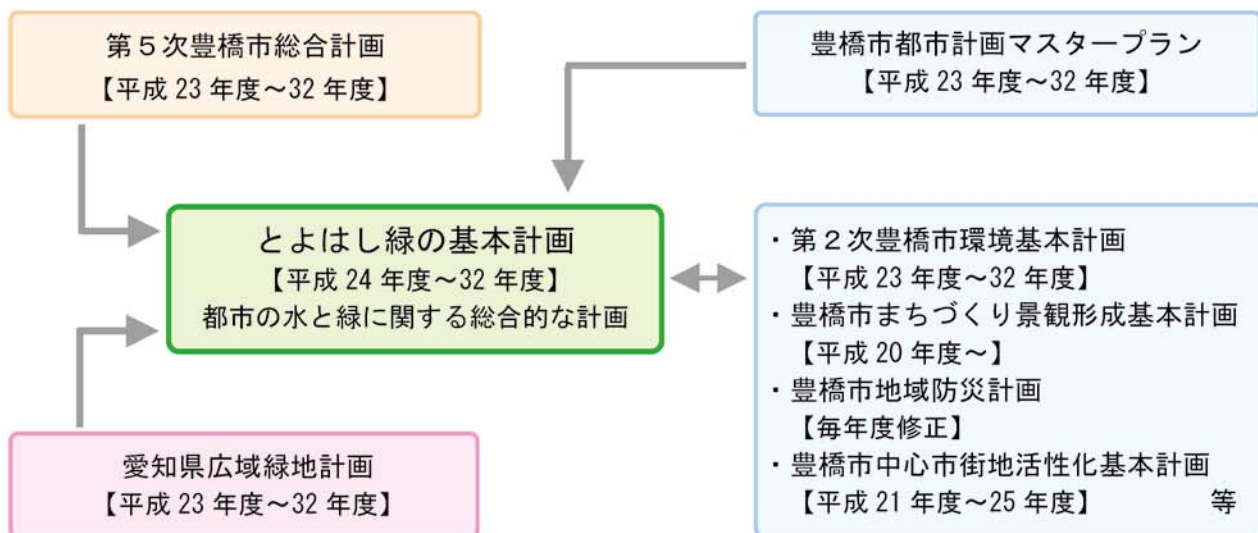 第５次豊橋市総合計画
【平成 23 年度～32 年度】
豊橋市都市計画マスタープラン
【平成 23 年度～32 年度】
とよはし緑の基本計画
【平成 24 年度～32 年度】
都市の水と緑に関する総合的な計画
・第２次豊橋市環境基本計画
【平成 23 年度～32 年度】
・豊橋市まちづくり景観形成基本計画
【平成 20 年度～】
・豊橋市地域防災計画
【毎年度修正】
・豊橋市中心市街地活性化基本計画
【平成 21 年度～25 年度】 等
愛知県広域緑地計画
【平成 23 年度～32 年度】